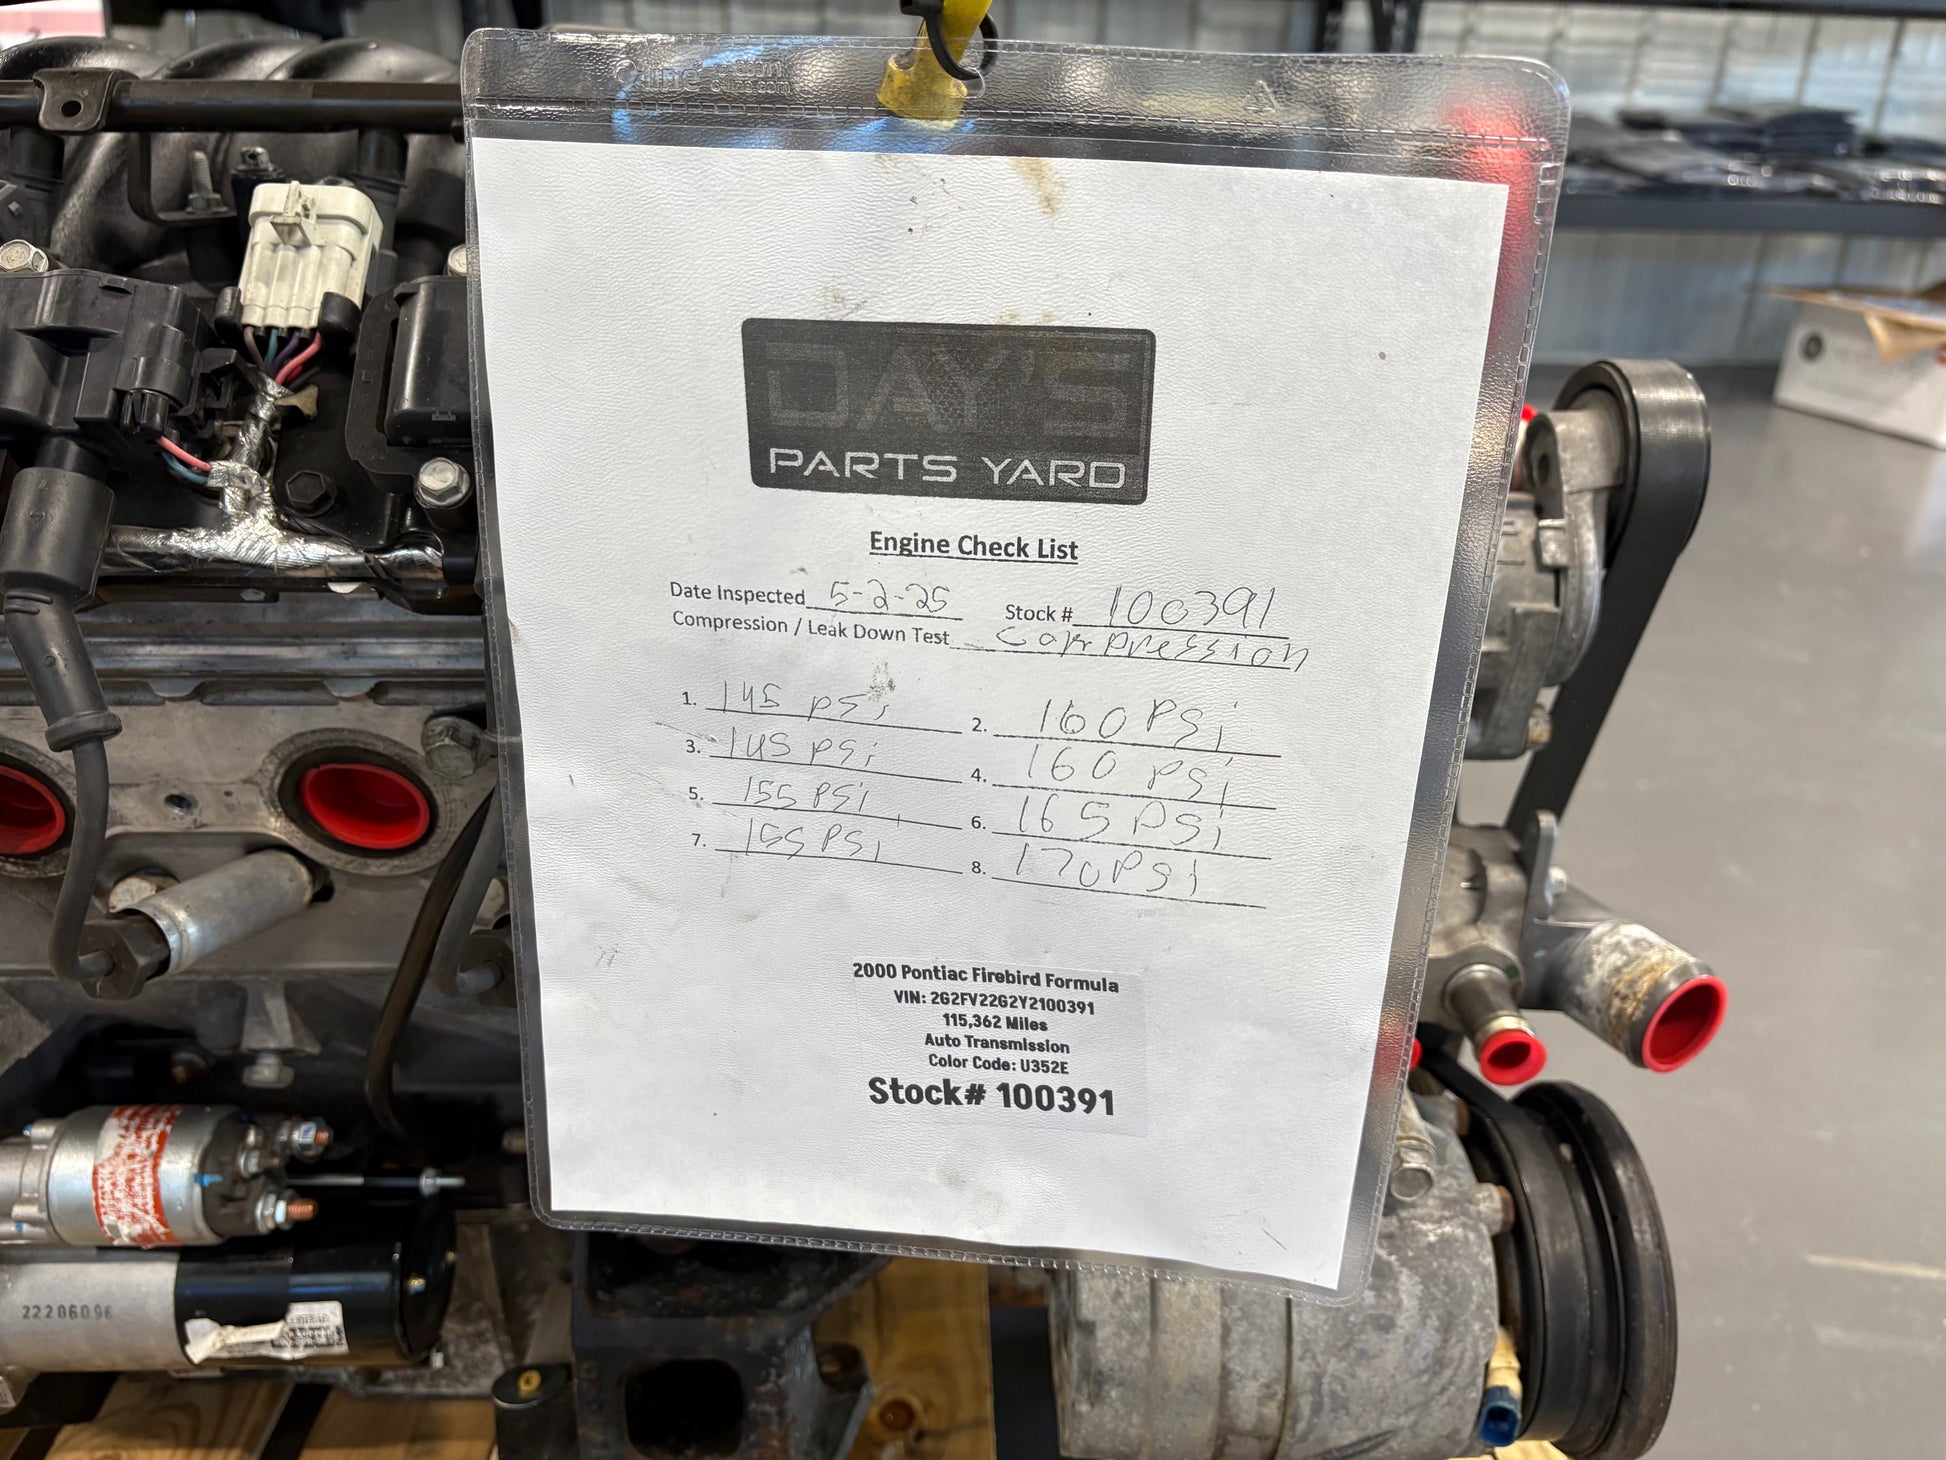 DAY'S
PARTS YARD
Engine Check List
Date Inspected 5-2-25 Stock # 100391
Compression / Leak Down Test Compression
1. 145 PSi 2. 160 PSi
3. 145 PSi 4. 160 PSi
5. 155 PSi 6. 165 PSi
7. 155 PSi 8. 170 PSi
2000 Pontiac Firebird Formula
VIN: 2G2FV22G2Y2100391
115,362 Miles
Auto Transmission
Color Code: U352E
Stock# 100391
22206096